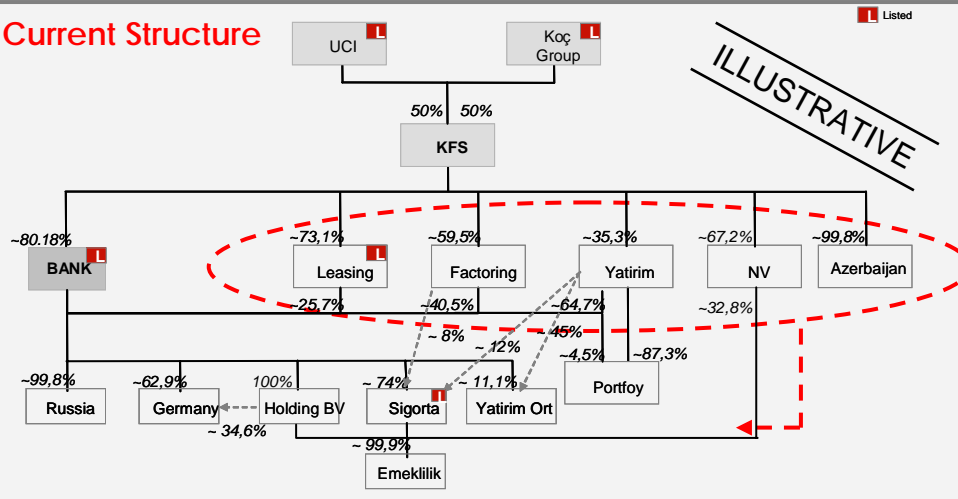 L Listed
Current Structure
UCI L
Koç L
Group
ILLUSTRATIVE
50% 50%
KFS
~80.18%
~73,1%
~59,5%
~35,3%
~67,2%
~99,8%
BANK L
Leasing L
Factoring
Yatirim
NV
Azerbaijan
~25,7%
~40,5%
~64,7%
~32,8%
~ 8%
~ 12%
~ 45%
~4,5%
~87,3%
~99,8%
~62,9%
100%
~ 74%
~ 11,1%
Portfoy
Russia
Germany
Holding BV
Sigorta
Yatirim Ort
~ 34,6%
~ 99,9%
Emeklilik